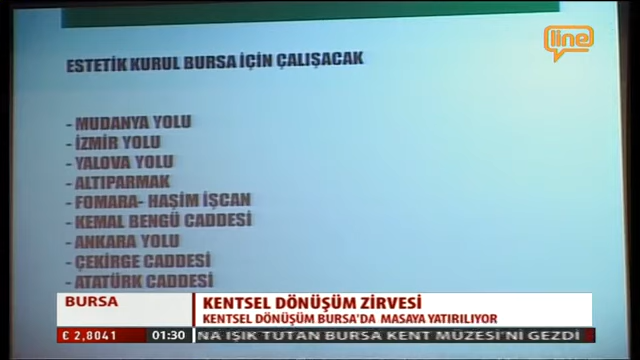 line
ESTETİK KURUL BURSA İÇİN ÇALIŞACAK
- MUDANYA YOLU
- İZMİR YOLU
- YALOVA YOLU
- ALTIPARMAK
- FOMARA- HAŞİM İŞCAN
- KEMAL BENGÜ CADDESİ
- ANKARA YOLU
- ÇEKİRGE CADDESİ
- ATATÜRK CADDESİ
BURSA
KENTSEL DÖNÜŞÜM ZİRVESİ
KENTSEL DÖNÜŞÜM BURSA'DA MASAYA YATIRILIYOR
€ 2,8041 01:30 NA IŞIK TUTAN BURSA KENT MÜZESİ'Nİ GEZDİ